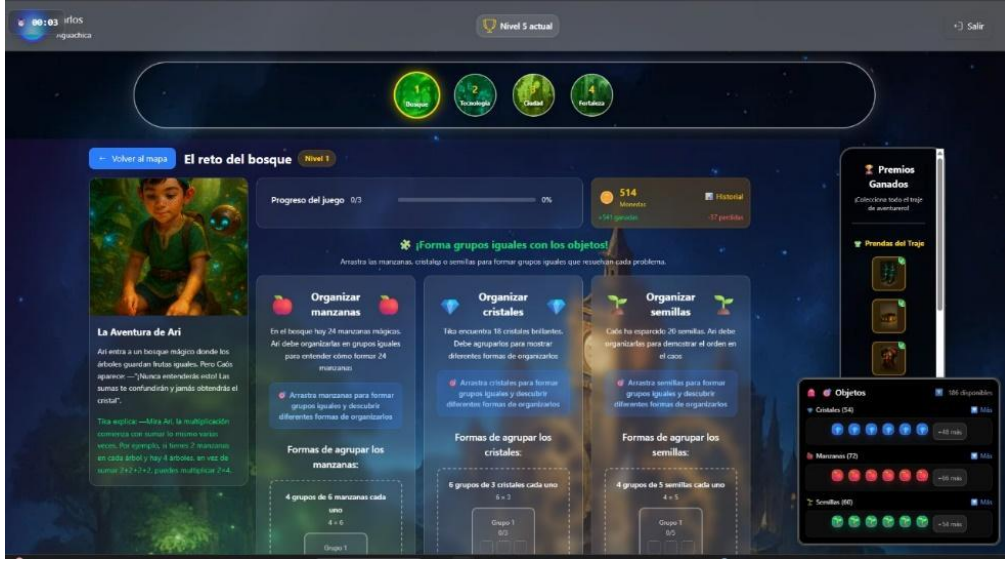 00:03 rlos
Aguachica
Nivel 5 actual
Salir
1
Bosque
2
Tecnología
3
Ciudad
4
Fortaleza
← Volver al mapa
El reto del bosque
Nivel 1
La Aventura de Ari
Ari entra a un bosque mágico donde los
árboles guardan frutas iguales. Pero Caós
aparece: —"¡Nunca entenderás esto! Las
sumas te confundirán y jamás obtendrás el
cristal".
Tika explica: —Mira Ari, la multiplicación
comienza con sumar lo mismo varias
veces. Por ejemplo, si tienes 2 manzanas
en cada árbol y hay 4 árboles, en vez de
sumar 2+2+2+2, puedes multiplicar 2×4.
Progreso del juego 0/3
0%
514
Monedas
Historial
+541 ganadas
-37 perdidas
¡Forma grupos iguales con los objetos!
Arrastra las manzanas, cristales o semillas para formar grupos iguales que resuelvan cada problema.
Organizar
manzanas
En el bosque hay 24 manzanas mágicas.
Ari debe organizarlas en grupos iguales
para entender cómo formar 24
manzanas
Arrastra manzanas para formar
grupos iguales y descubrir
diferentes formas de organizarlos
Formas de agrupar los
manzanas:
4 grupos de 6 manzanas cada
uno
4 × 6
Grupo 1
Organizar
cristales
Tika encuentra 18 cristales brillantes.
Debe agruparlos para mostrar
diferentes formas de organizarlos
Arrastra cristales para formar
grupos iguales y descubrir
diferentes formas de organizarlos
Formas de agrupar los
cristales:
6 grupos de 3 cristales cada uno
6 × 3
Grupo 1
0/3
Organizar
semillas
Caós ha esparcido 20 semillas. Ari debe
organizarlas para demostrar el orden en
el caos
Arrastra semillas para formar
grupos iguales y descubrir
diferentes formas de organizarlos
Formas de agrupar los
semillas:
4 grupos de 5 semillas cada uno
4 × 5
Grupo 1
0/5
Premios
Ganados
¡Colecciona todo el traje
de aventurero!
Prendas del Traje
Objetos
186 disponibles
Cristales (54)
Más
+48 más
Manzanas (72)
Más
+66 más
Semillas (60)
Más
+54 más